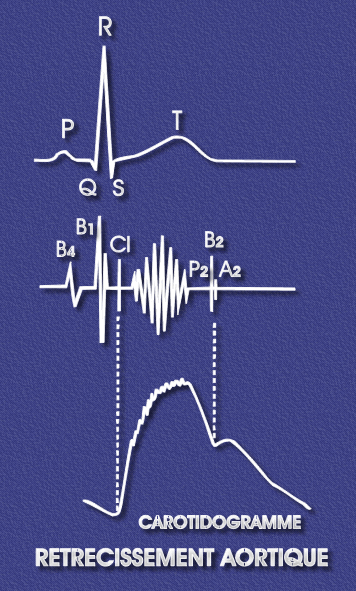 R
P
T
Q S
B1
B4 Cl B2
P2 A2
CAROTIDOGRAMME
RETRECISSEMENT AORTIQUE